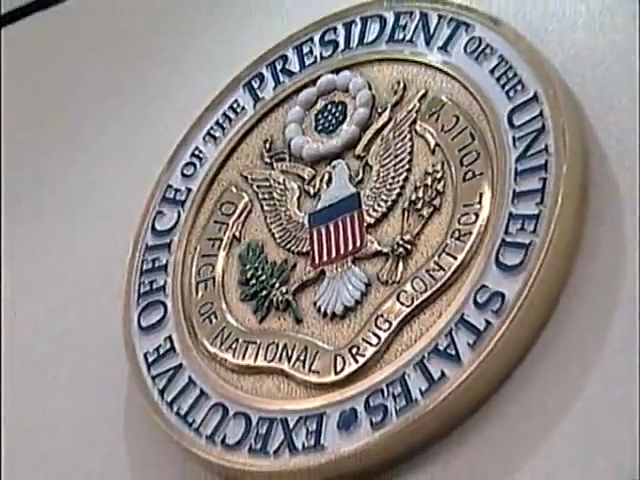 EXECUTIVE OFFICE OF THE PRESIDENT OF THE UNITED STATES
OFFICE OF NATIONAL DRUG CONTROL POLICY